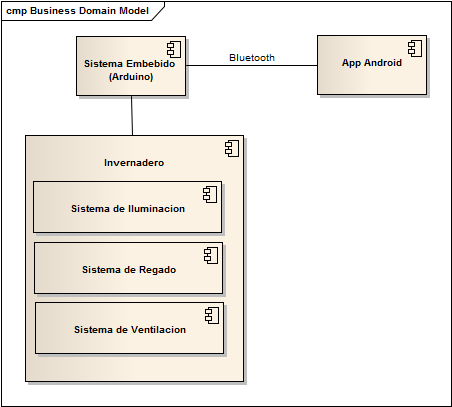 cmp Business Domain Model
Sistema Embebido
(Arduino)
Bluetooth
App Android
Invernadero
Sistema de Iluminacion
Sistema de Regado
Sistema de Ventilacion